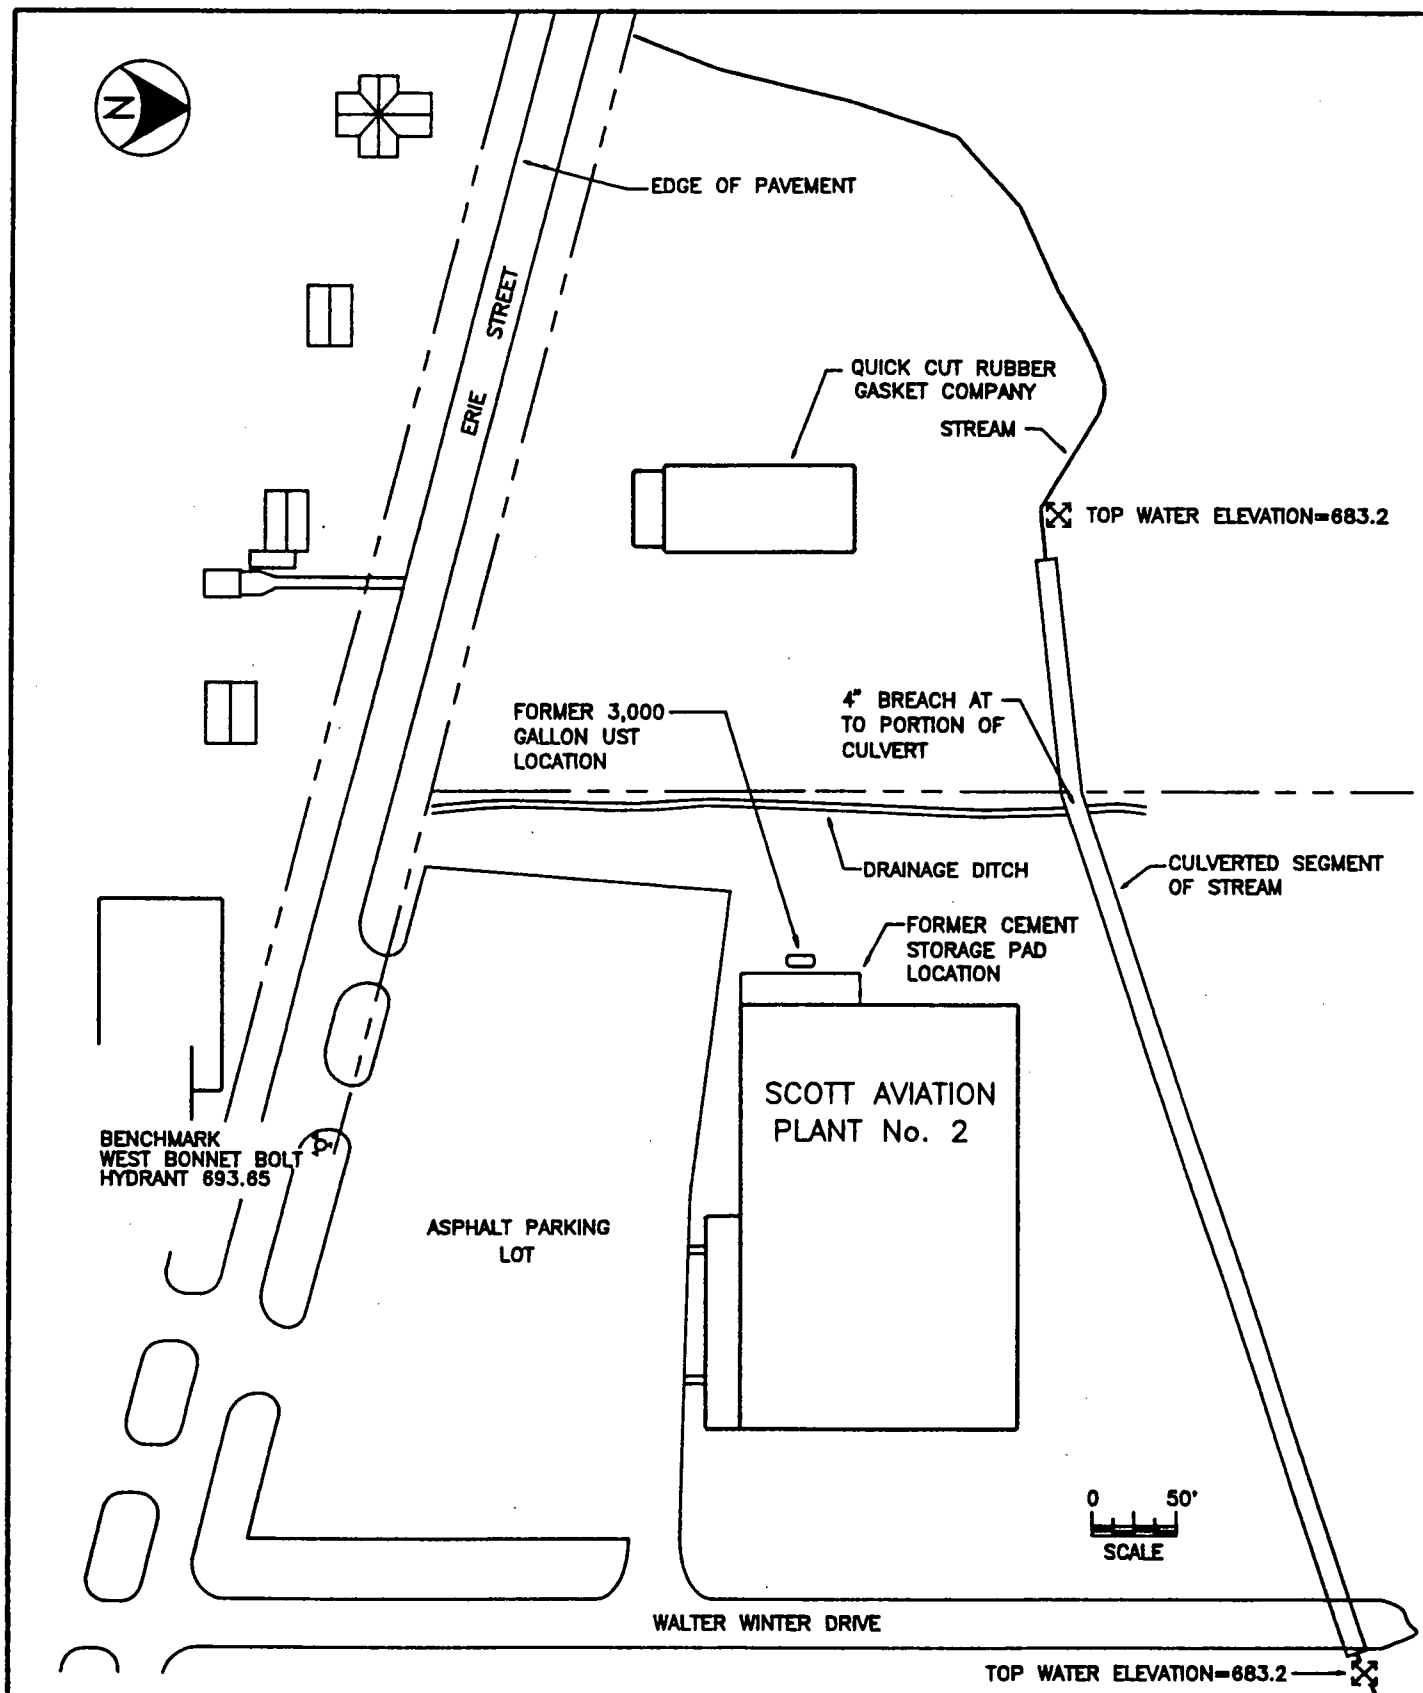 N
EDGE OF PAVEMENT
ERIE STREET
QUICK CUT RUBBER
GASKET COMPANY
STREAM
TOP WATER ELEVATION=683.2
FORMER 3,000
GALLON UST
LOCATION
4" BREACH AT
TO PORTION OF
CULVERT
DRAINAGE DITCH
CULVERTED SEGMENT
OF STREAM
FORMER CEMENT
STORAGE PAD
LOCATION
SCOTT AVIATION
PLANT No. 2
BENCHMARK
WEST BONNET BOLT
HYDRANT 693.65
ASPHALT PARKING
LOT
0 50'
SCALE
WALTER WINTER DRIVE
TOP WATER ELEVATION=683.2